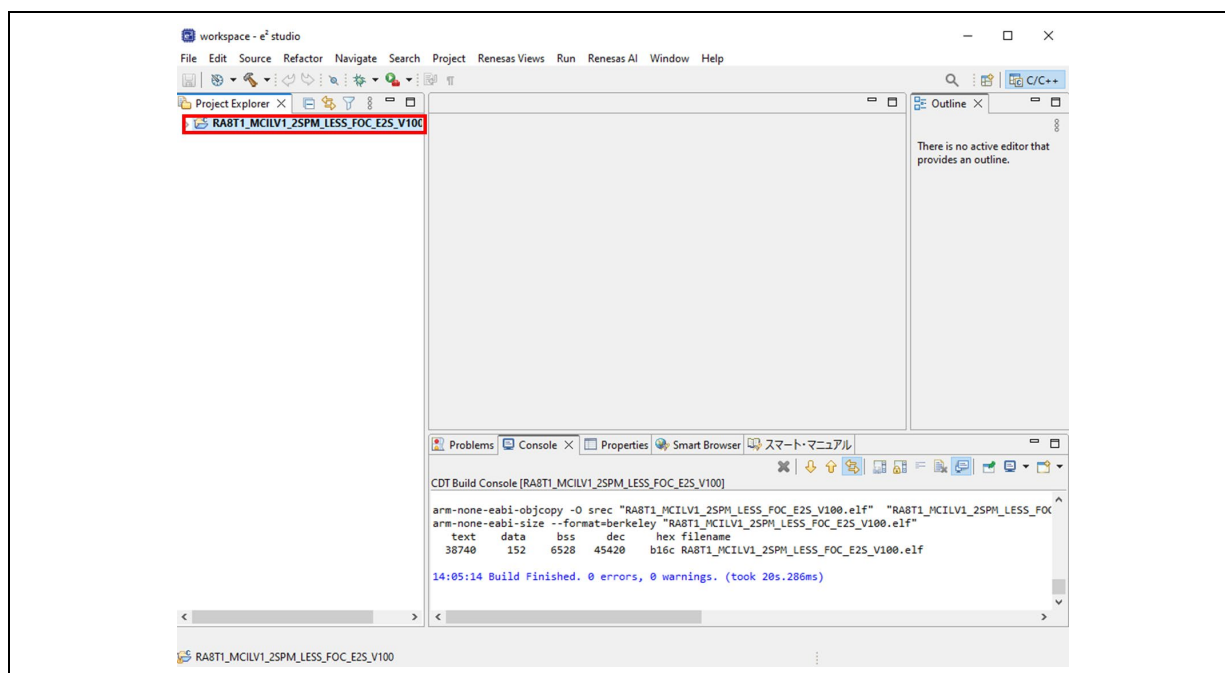 workspace - e² studio
File Edit Source Refactor Navigate Search Project Renesas Views Run Renesas AI Window Help
C/C++
Project Explorer
RA8T1_MCILV1_2SPM_LESS_FOC_E2S_V100
Outline
There is no active editor that
provides an outline.
Problems Console Properties Smart Browser スマート・マニュアル
CDT Build Console [RA8T1_MCILV1_2SPM_LESS_FOC_E2S_V100]
arm-none-eabi-objcopy -O srec "RA8T1_MCILV1_2SPM_LESS_FOC_E2S_V100.elf" "RA8T1_MCILV1_2SPM_LESS_FOC
arm-none-eabi-size --format=berkeley "RA8T1_MCILV1_2SPM_LESS_FOC_E2S_V100.elf"
text data bss dec hex filename
38740 152 6528 45420 b16c RA8T1_MCILV1_2SPM_LESS_FOC_E2S_V100.elf
14:05:14 Build Finished. 0 errors, 0 warnings. (took 20s.286ms)
RA8T1_MCILV1_2SPM_LESS_FOC_E2S_V100